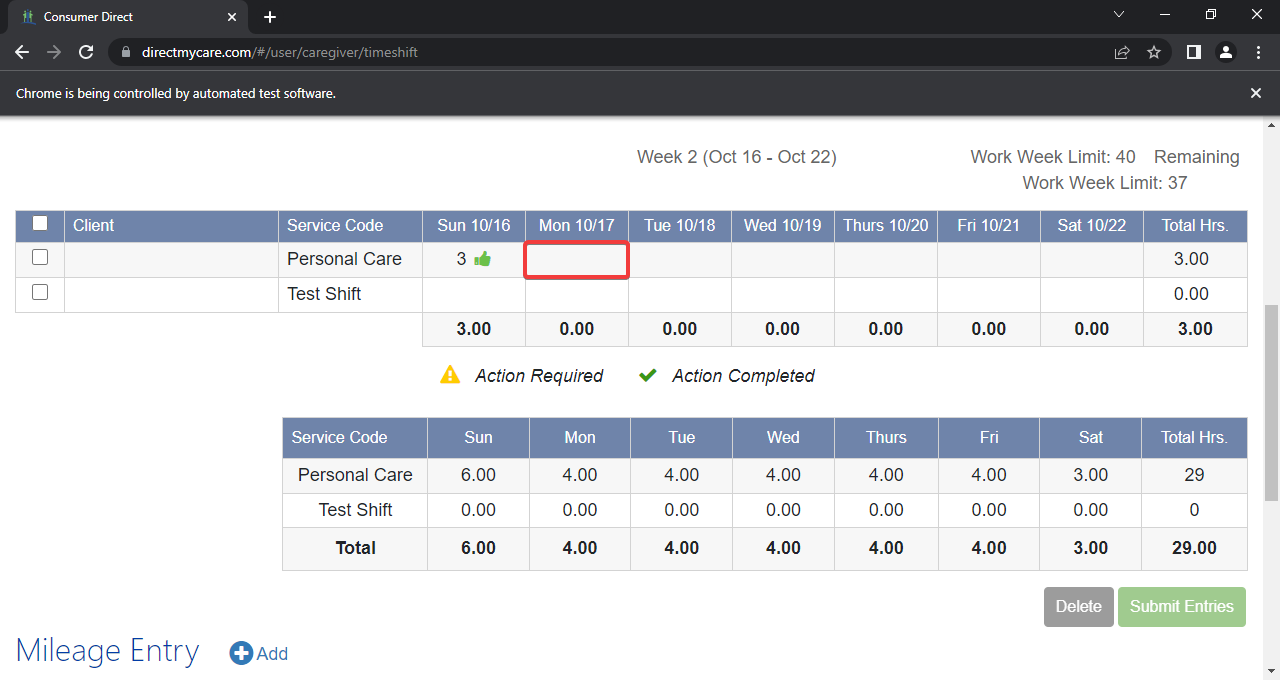 Consumer Direct
directmycare.com/#/user/caregiver/timeshift
Chrome is being controlled by automated test software.
Week 2 (Oct 16 - Oct 22) Work Week Limit: 40 Remaining
Work Week Limit: 37
Client Service Code Sun 10/16 Mon 10/17 Tue 10/18 Wed 10/19 Thurs 10/20 Fri 10/21 Sat 10/22 Total Hrs.
Personal Care 3 3.00
Test Shift 0.00
3.00 0.00 0.00 0.00 0.00 0.00 0.00 3.00
Action Required Action Completed
Service Code Sun Mon Tue Wed Thurs Fri Sat Total Hrs.
Personal Care 6.00 4.00 4.00 4.00 4.00 4.00 3.00 29
Test Shift 0.00 0.00 0.00 0.00 0.00 0.00 0.00 0
Total 6.00 4.00 4.00 4.00 4.00 4.00 3.00 29.00
Delete Submit Entries
Mileage Entry Add